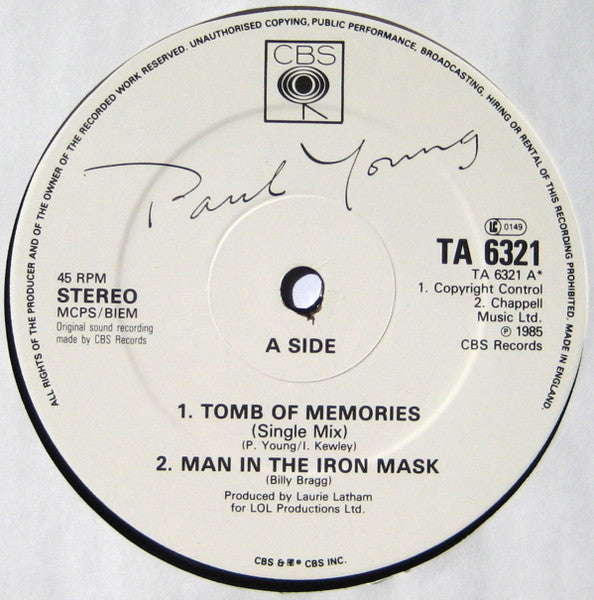 ALL RIGHTS OF THE PRODUCER AND OF THE OWNER OF THE RECORDED WORK RESERVED. UNAUTHORISED COPYING, PUBLIC PERFORMANCE, BROADCASTING, HIRING OR RENTAL OF THIS RECORDING PROHIBITED. MADE IN ENGLAND.
CBS
Paul Young
LC 0149
TA 6321
TA 6321 A*
1. Copyright Control
2. Chappell
Music Ltd.
℗ 1985
CBS Records
45 RPM
STEREO
MCPS/BIEM
Original sound recording
made by CBS Records
A SIDE
1. TOMB OF MEMORIES
(Single Mix)
(P. Young/I. Kewley)
2. MAN IN THE IRON MASK
(Billy Bragg)
Produced by Laurie Latham
for LOL Productions Ltd.
CBS & ® CBS INC.